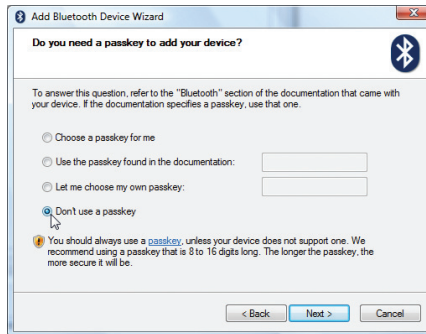 Add Bluetooth Device Wizard
Do you need a passkey to add your device?
To answer this question, refer to the "Bluetooth" section of the documentation that came with
your device. If the documentation specifies a passkey, use that one.
Choose a passkey for me
Use the passkey found in the documentation:
Let me choose my own passkey:
Don't use a passkey
You should always use a passkey, unless your device does not support one. We
recommend using a passkey that is 8 to 16 digits long. The longer the passkey, the
more secure it will be.
< Back Next > Cancel